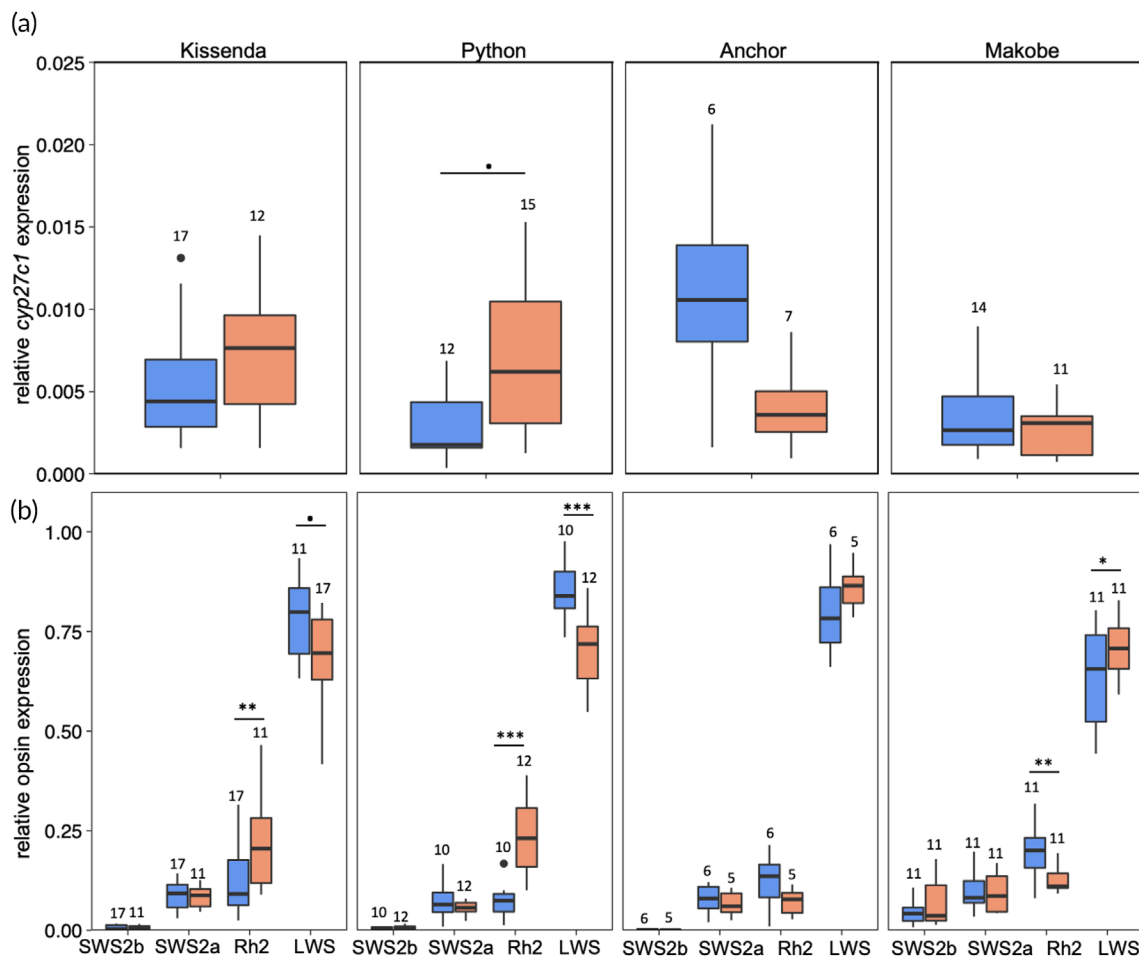 (a)
Kissenda Python Anchor Makobe
relative cyp27c1 expression
0.025
0.020
0.015
0.010
0.005
0.000
17 12
12 • 15
6 7
14 11
(b)
relative opsin expression
1.00
0.75
0.50
0.25
0.00
17 11 17 11 17 ** 11 11 • 17
10 12 10 12 10 *** 12 10 *** 12
6 5 6 5 6 5 6 5
11 11 11 11 11 ** 11 11 * 11
SWS2b SWS2a Rh2 LWS SWS2b SWS2a Rh2 LWS SWS2b SWS2a Rh2 LWS SWS2b SWS2a Rh2 LWS